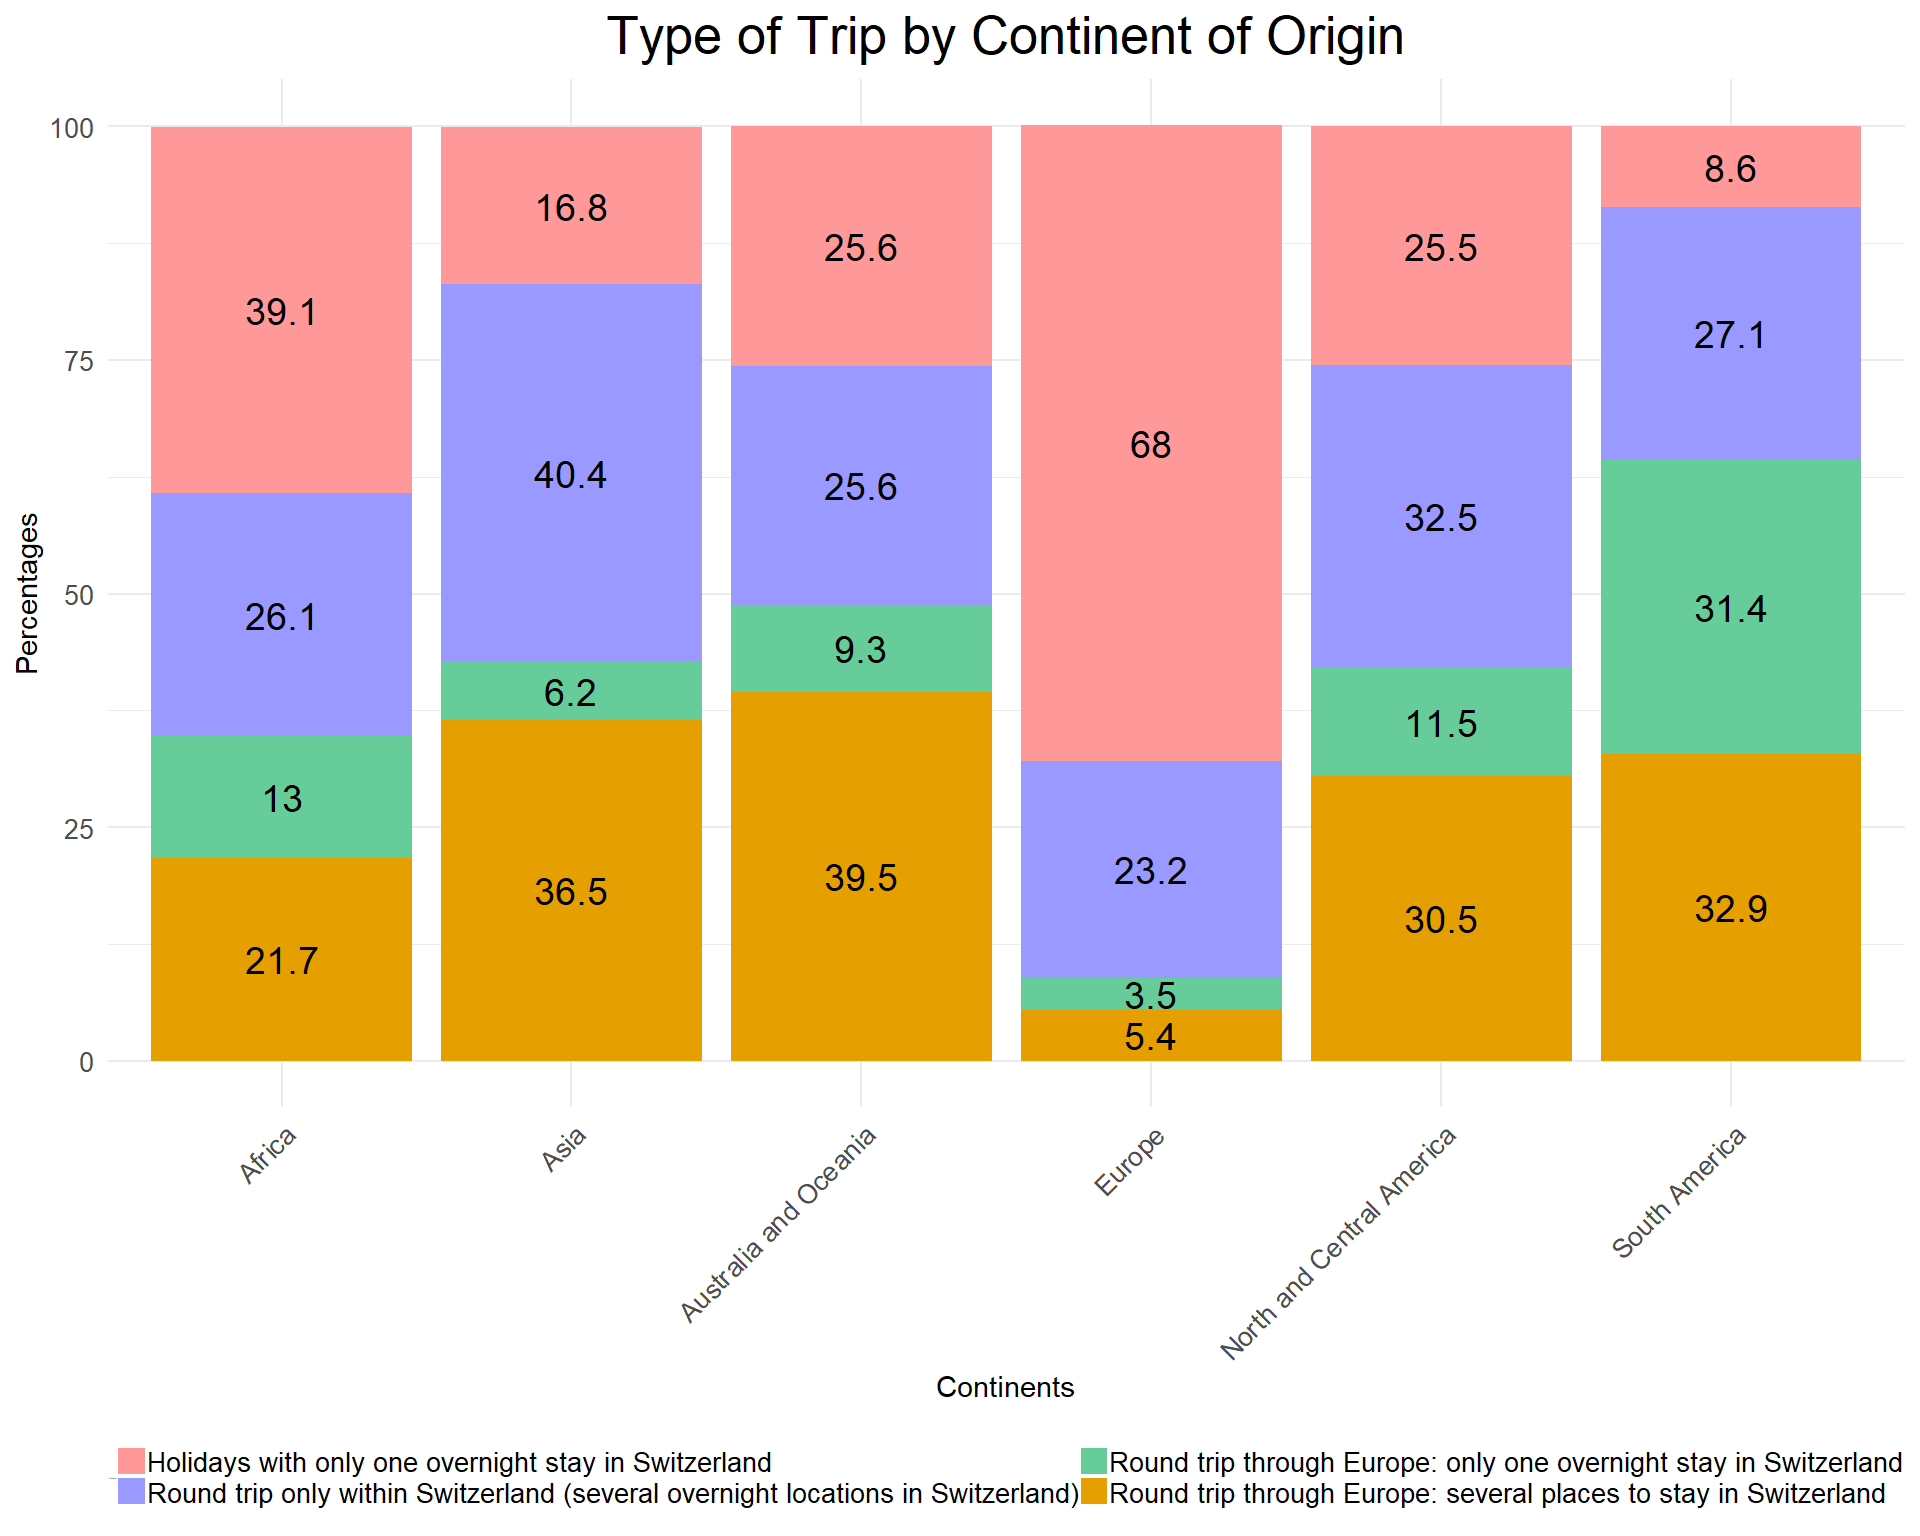 Type of Trip by Continent of Origin
Percentages
100
75
50
25
0
39.1
26.1
13
21.7
16.8
40.4
6.2
36.5
25.6
25.6
9.3
39.5
68
23.2
3.5
5.4
25.5
32.5
11.5
30.5
8.6
27.1
31.4
32.9
Africa
Asia
Australia and Oceania
Europe
North and Central America
South America
Continents
Holidays with only one overnight stay in Switzerland
Round trip only within Switzerland (several overnight locations in Switzerland)
Round trip through Europe: only one overnight stay in Switzerland
Round trip through Europe: several places to stay in Switzerland